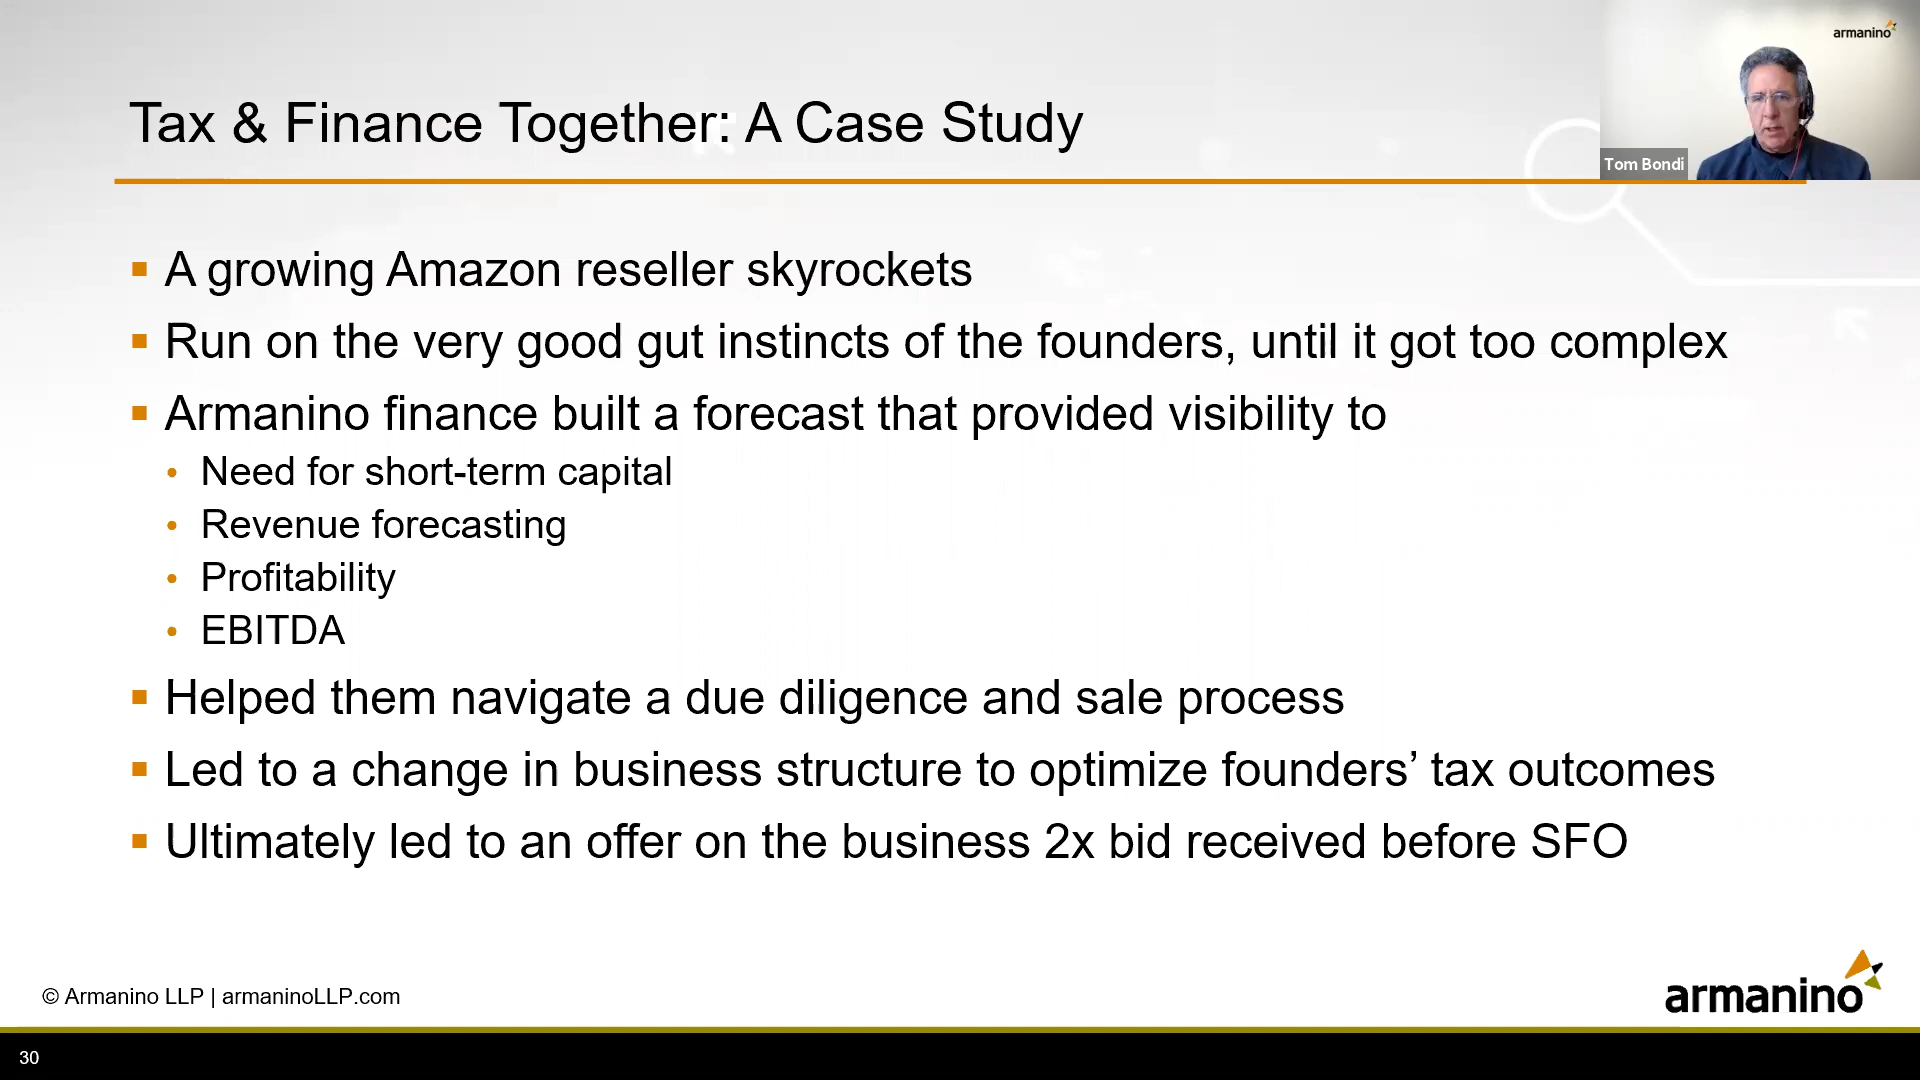 armanino
Tax & Finance Together: A Case Study
Tom Bondi
▪ A growing Amazon reseller skyrockets
▪ Run on the very good gut instincts of the founders, until it got too complex
▪ Armanino finance built a forecast that provided visibility to
• Need for short-term capital
• Revenue forecasting
• Profitability
• EBITDA
▪ Helped them navigate a due diligence and sale process
▪ Led to a change in business structure to optimize founders’ tax outcomes
▪ Ultimately led to an offer on the business 2x bid received before SFO
© Armanino LLP | armaninoLLP.com
armanino
30